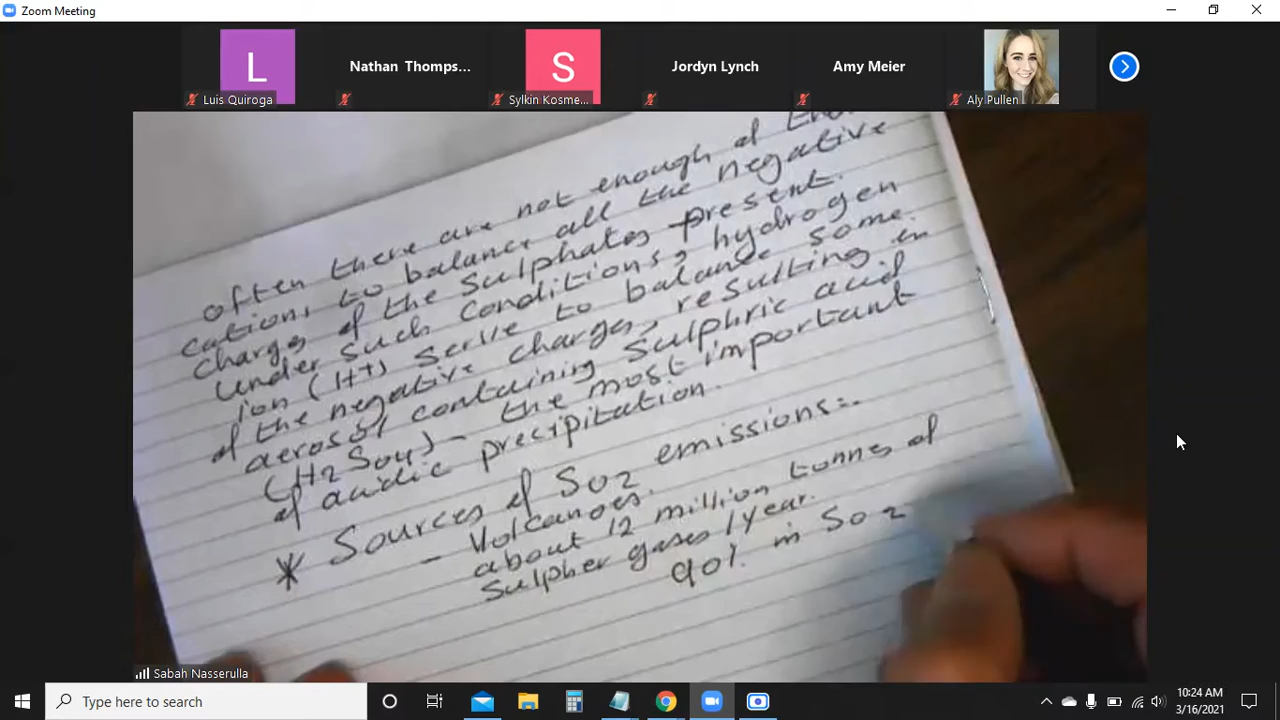 Zoom Meeting
L
Luis Quiroga
Nathan Thomps...
S
Sylkin Kosme...
Jordyn Lynch
Amy Meier
Aly Pullen
often there are not enough of
cations to balance all the negative
charges of the sulphates present.
Under such conditions, hydrogen
ion (H+) serve to balance some
of the negative charges, resulting in
aerosol containing sulphric acid
(H2SO4) - the most important
of acidic precipitation.
* Sources of SO2 emissions:-
- Volcanoes.
about 12 million tonnes of
Sulpher gases / year.
90% in SO2
Sabah Nasserulla
Type here to search
10:24 AM
3/16/2021